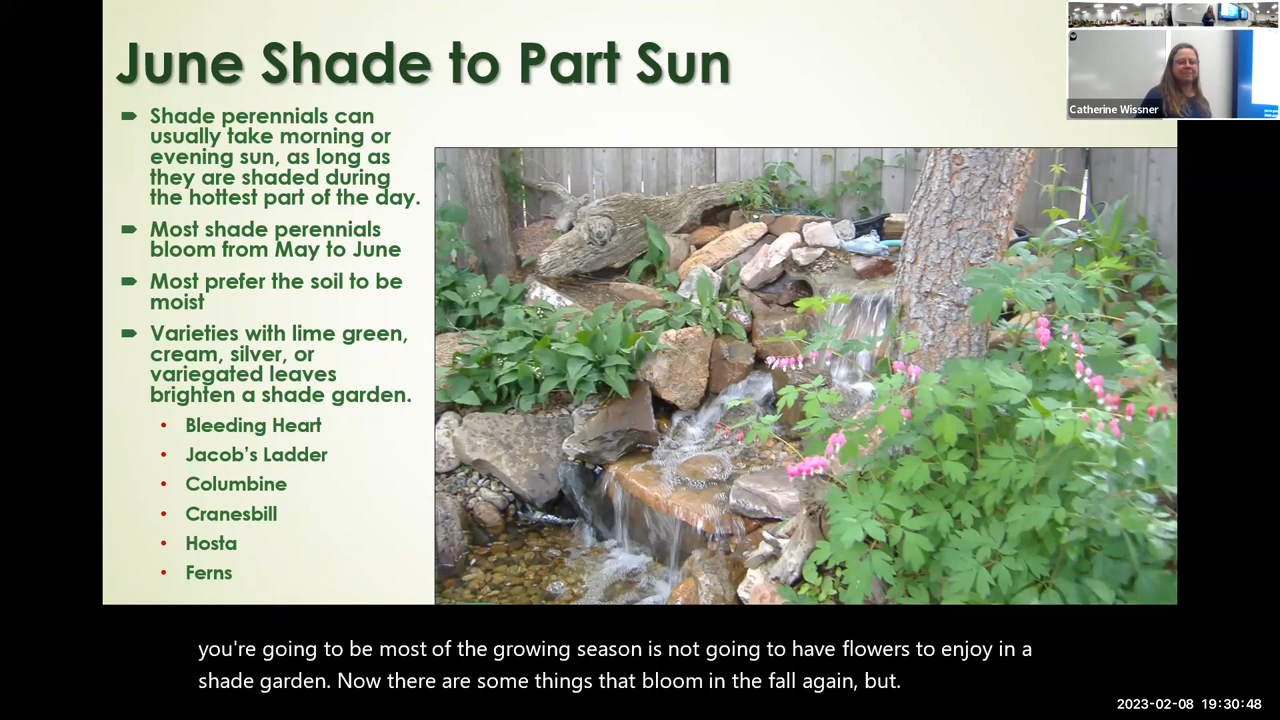 June Shade to Part Sun
Shade perennials can
usually take morning or
evening sun, as long as
they are shaded during
the hottest part of the day.
Most shade perennials
bloom from May to June
Most prefer the soil to be
moist
Varieties with lime green,
cream, silver, or
variegated leaves
brighten a shade garden.
Bleeding Heart
Jacob's Ladder
Columbine
Cranesbill
Hosta
Ferns
Catherine Wissner
you're going to be most of the growing season is not going to have flowers to enjoy in a
shade garden. Now there are some things that bloom in the fall again, but.
2023-02-08 19:30:48